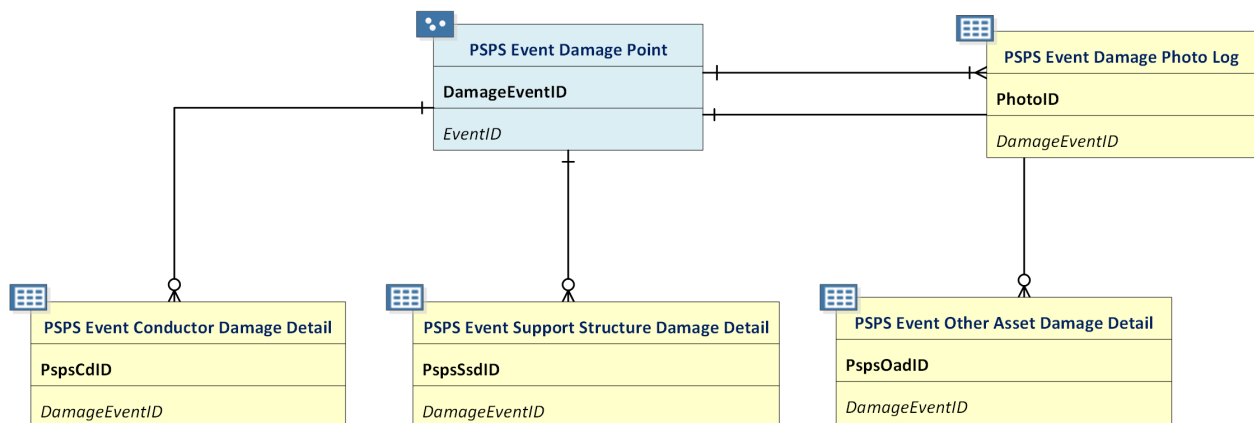 PSPS Event Damage Point
DamageEventID
EventID
PSPS Event Damage Photo Log
PhotoID
DamageEventID
PSPS Event Conductor Damage Detail
PspsCdID
DamageEventID
PSPS Event Support Structure Damage Detail
PspsSsdID
DamageEventID
PSPS Event Other Asset Damage Detail
PspsOadID
DamageEventID